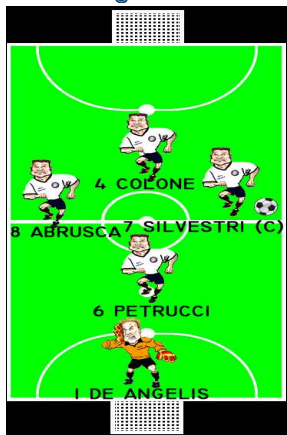 4 COLONE
8 ABRUSCA
7 SILVESTRI (C)
6 PETRUCCI
1 DE ANGELIS